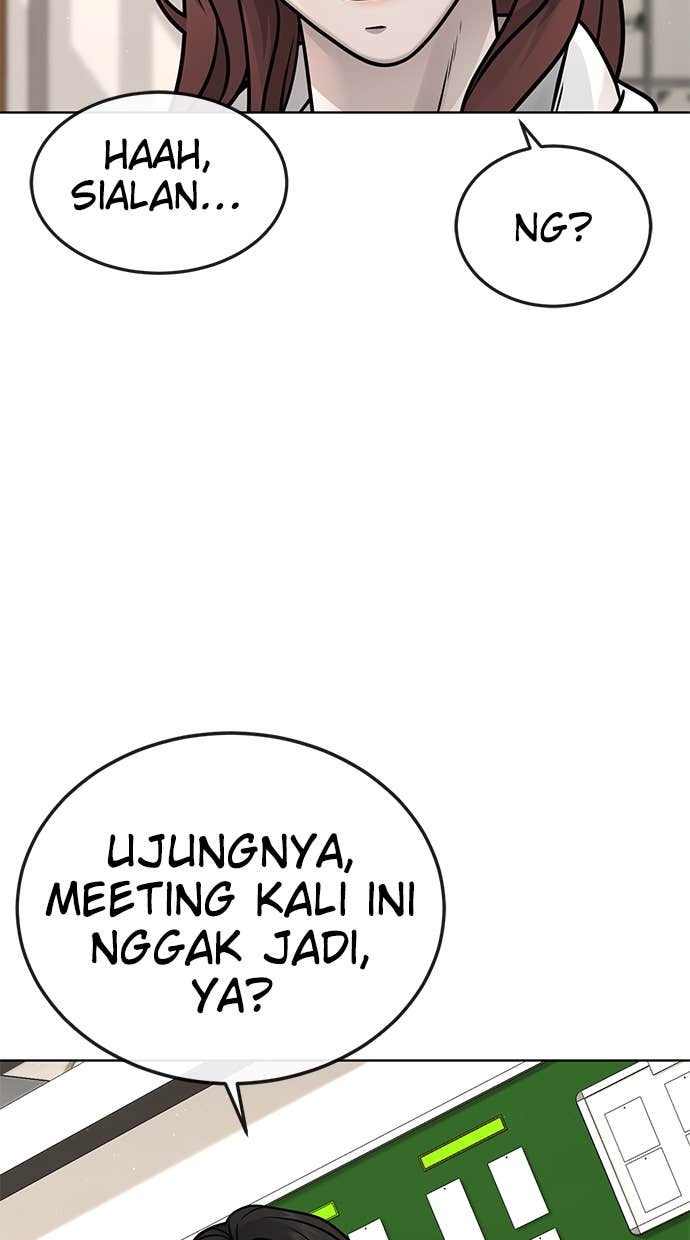 HAAH,
SIALAN...
NG?
UJUNGNYA,
MEETING KALI INI
NGGAK JADI,
YA?